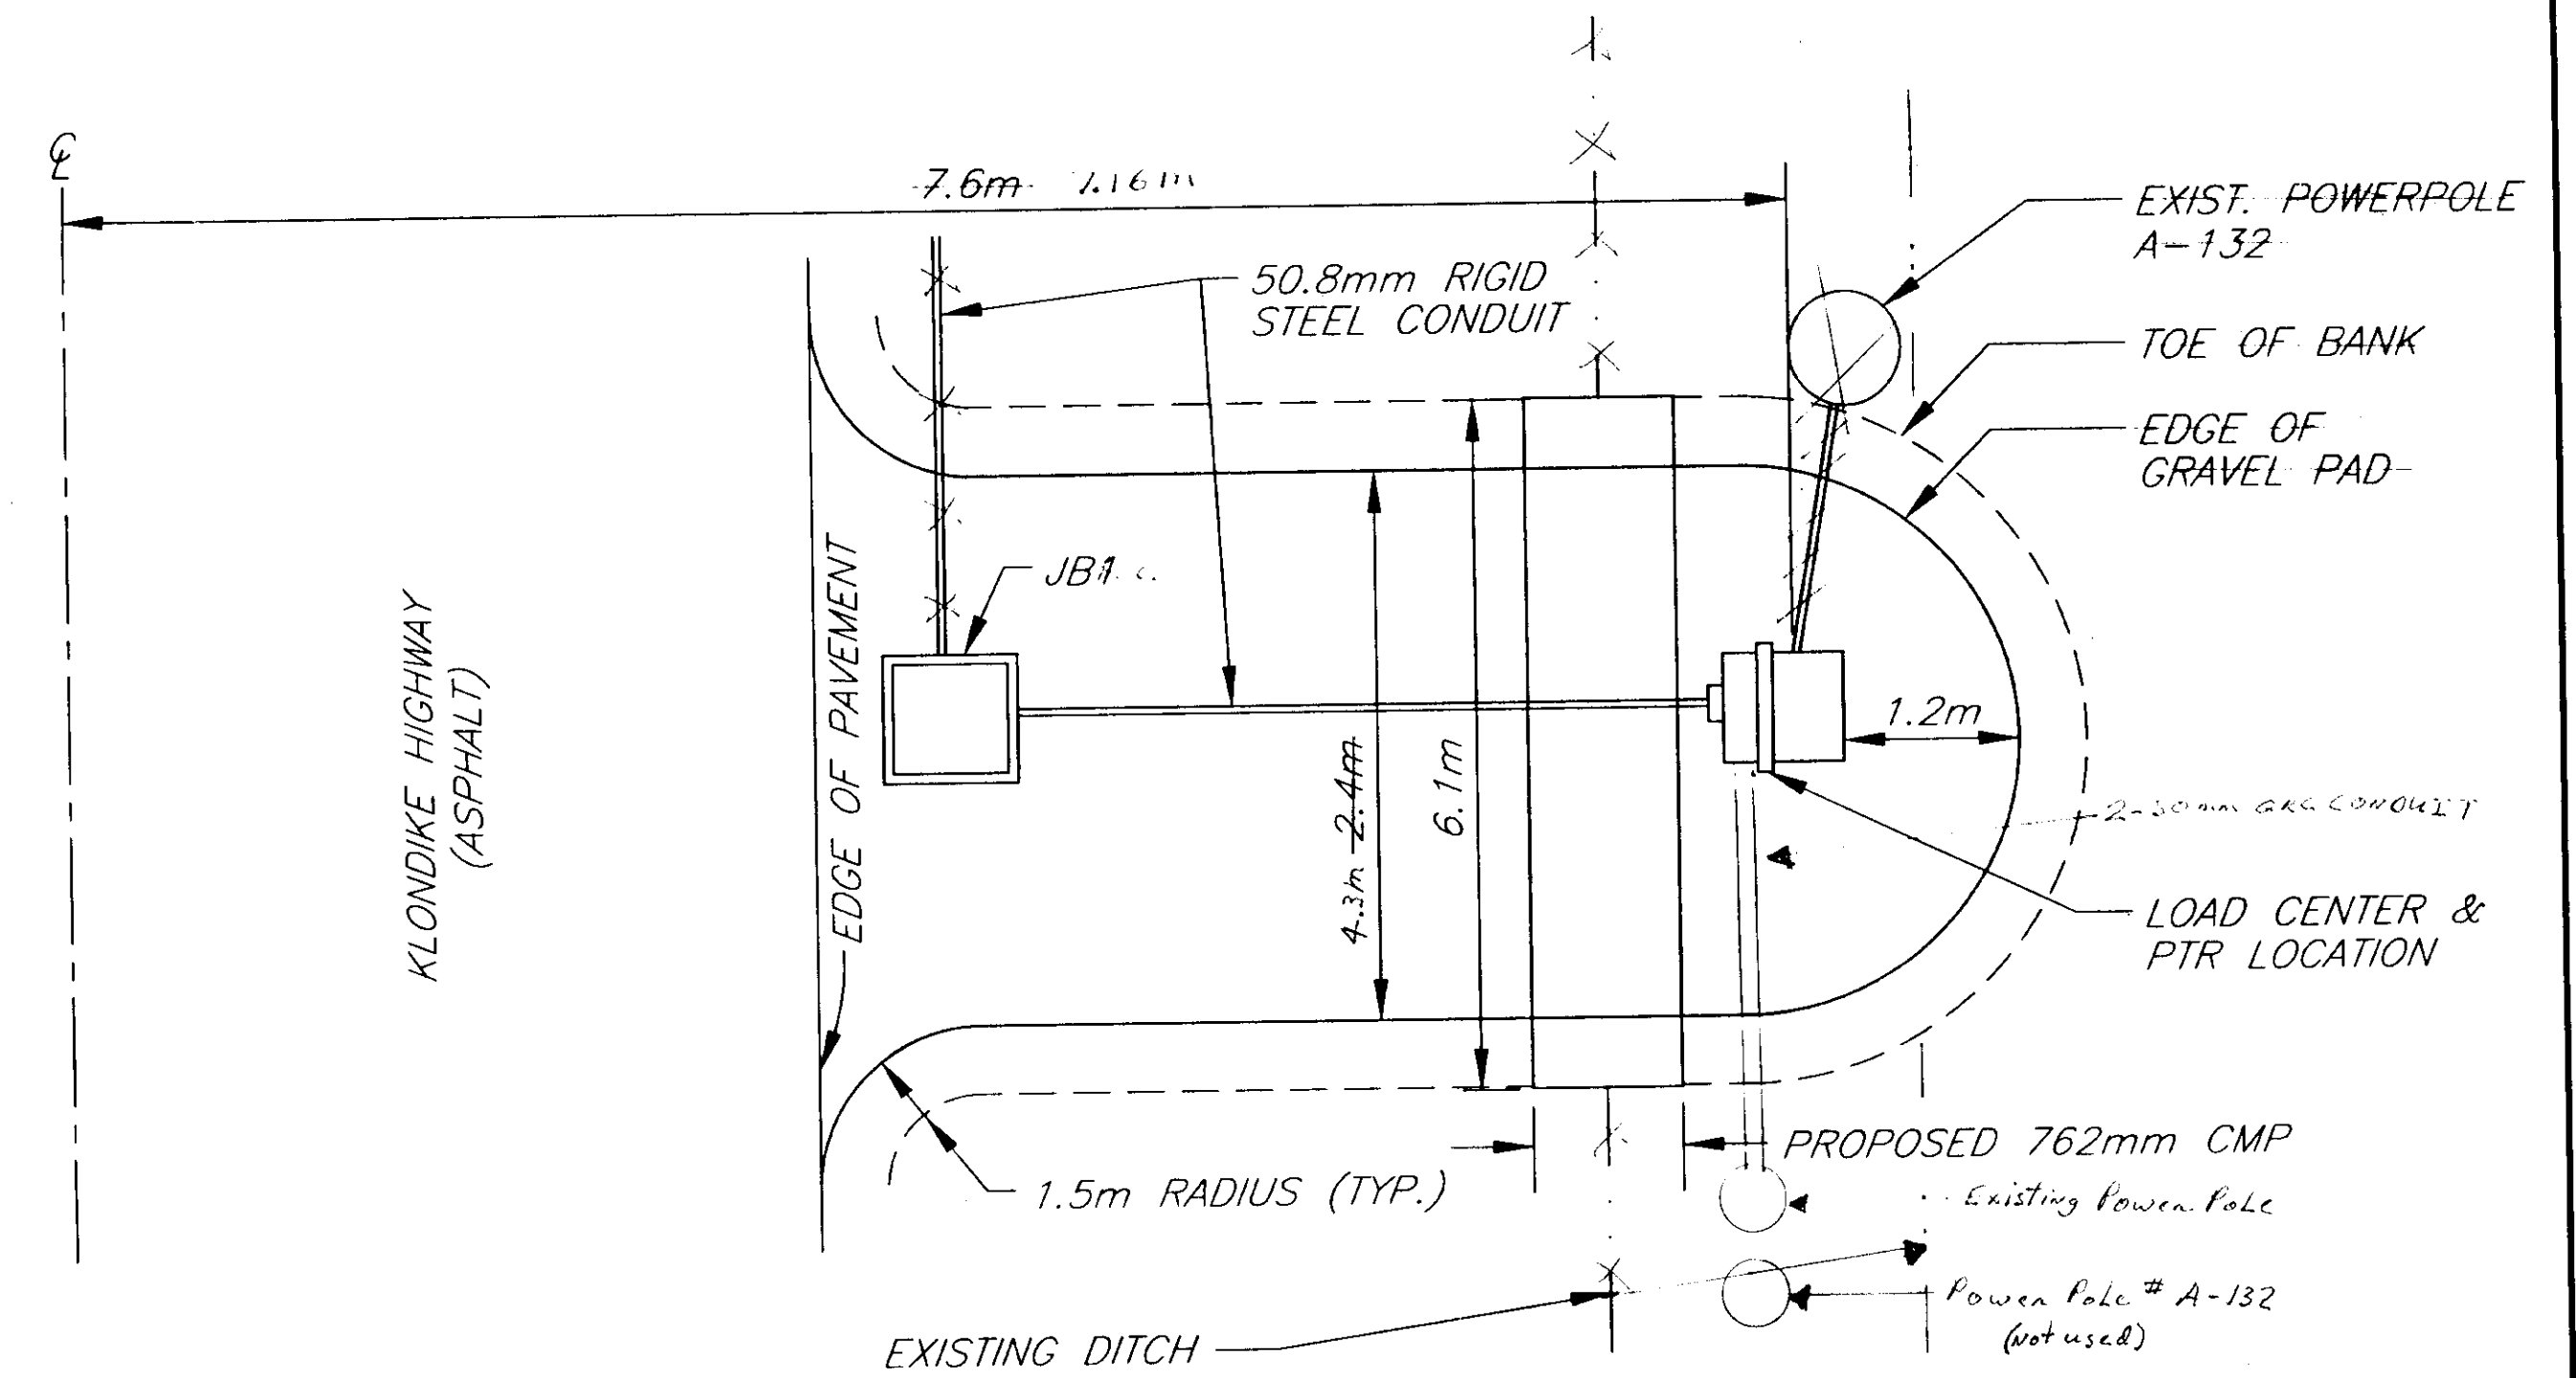 ℄
7.6m
EXIST. POWERPOLE
A-132
50.8mm RIGID
STEEL CONDUIT
TOE OF BANK
EDGE OF
GRAVEL PAD
JB1
KLONDIKE HIGHWAY
(ASPHALT)
EDGE OF PAVEMENT
4.3m 2.4m
6.1m
1.2m
CONDUIT
LOAD CENTER &
PTR LOCATION
PROPOSED 762mm CMP
1.5m RADIUS (TYP.)
Existing Power Pole
Power Pole # A-132
(Not used)
EXISTING DITCH